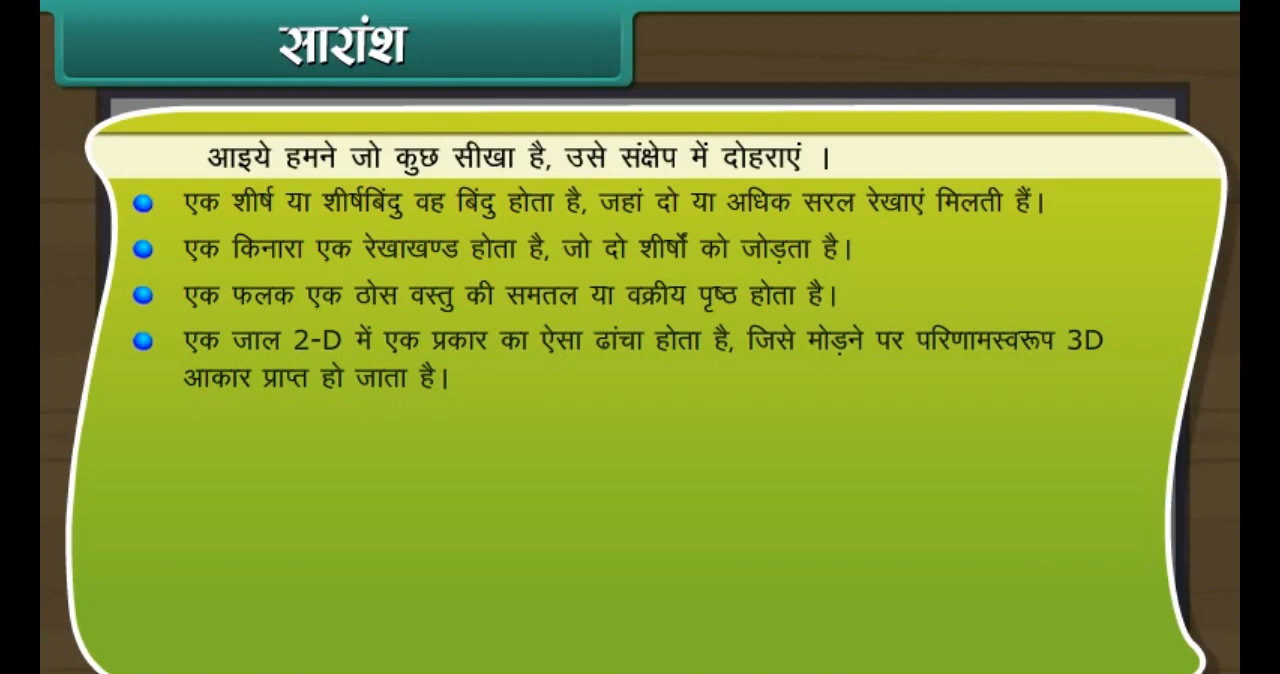 सारांश
आइये हमने जो कुछ सीखा है, उसे संक्षेप में दोहराएं ।
एक शीर्ष या शीर्षबिंदु वह बिंदु होता है, जहां दो या अधिक सरल रेखाएं मिलती हैं।
एक किनारा एक रेखाखण्ड होता है, जो दो शीर्षों को जोड़ता है।
एक फलक एक ठोस वस्तु की समतल या वक्रीय पृष्ठ होता है।
एक जाल 2-D में एक प्रकार का ऐसा ढांचा होता है, जिसे मोड़ने पर परिणामस्वरूप 3D
आकार प्राप्त हो जाता है।